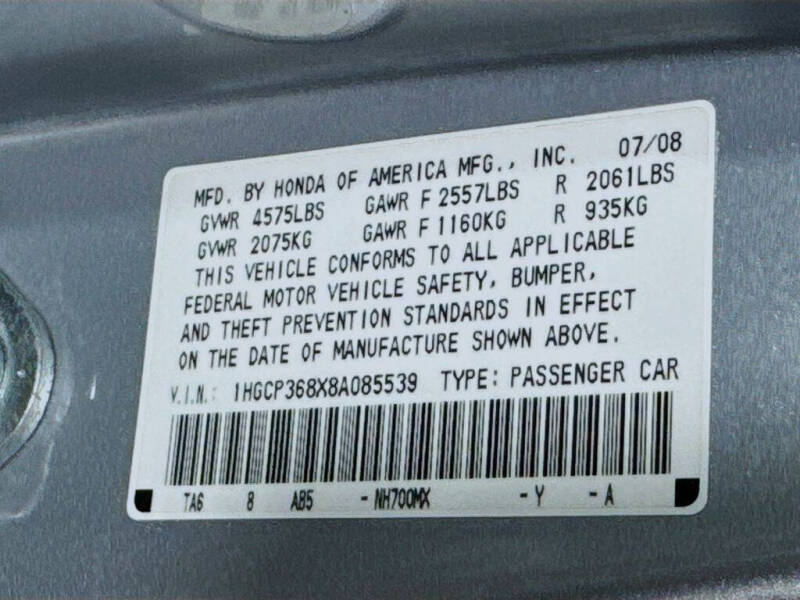 MFD. BY HONDA OF AMERICA MFG., INC. 07/08
GVWR 4575LBS GAWR F 2557LBS R 2061LBS
GVWR 2075KG GAWR F 1160KG R 935KG
THIS VEHICLE CONFORMS TO ALL APPLICABLE
FEDERAL MOTOR VEHICLE SAFETY, BUMPER,
AND THEFT PREVENTION STANDARDS IN EFFECT
ON THE DATE OF MANUFACTURE SHOWN ABOVE.
V.I.N.: 1HGCP368X8A085539 TYPE: PASSENGER CAR
TA6 8 AB5 -NH700MX -Y -A